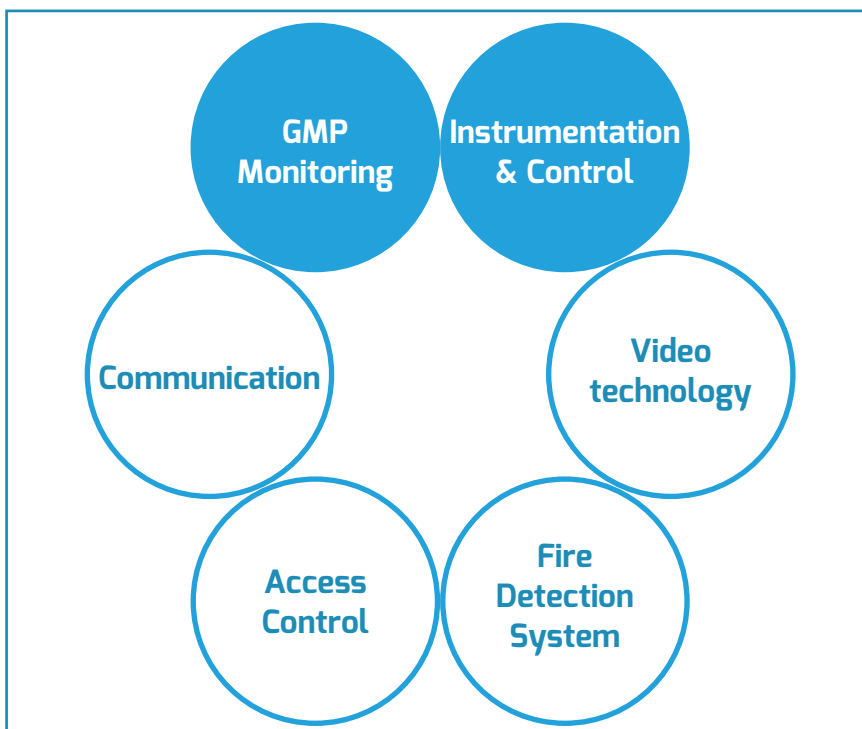 GMP
Monitoring
Instrumentation
& Control
Communication
Video
technology
Access
Control
Fire
Detection
System